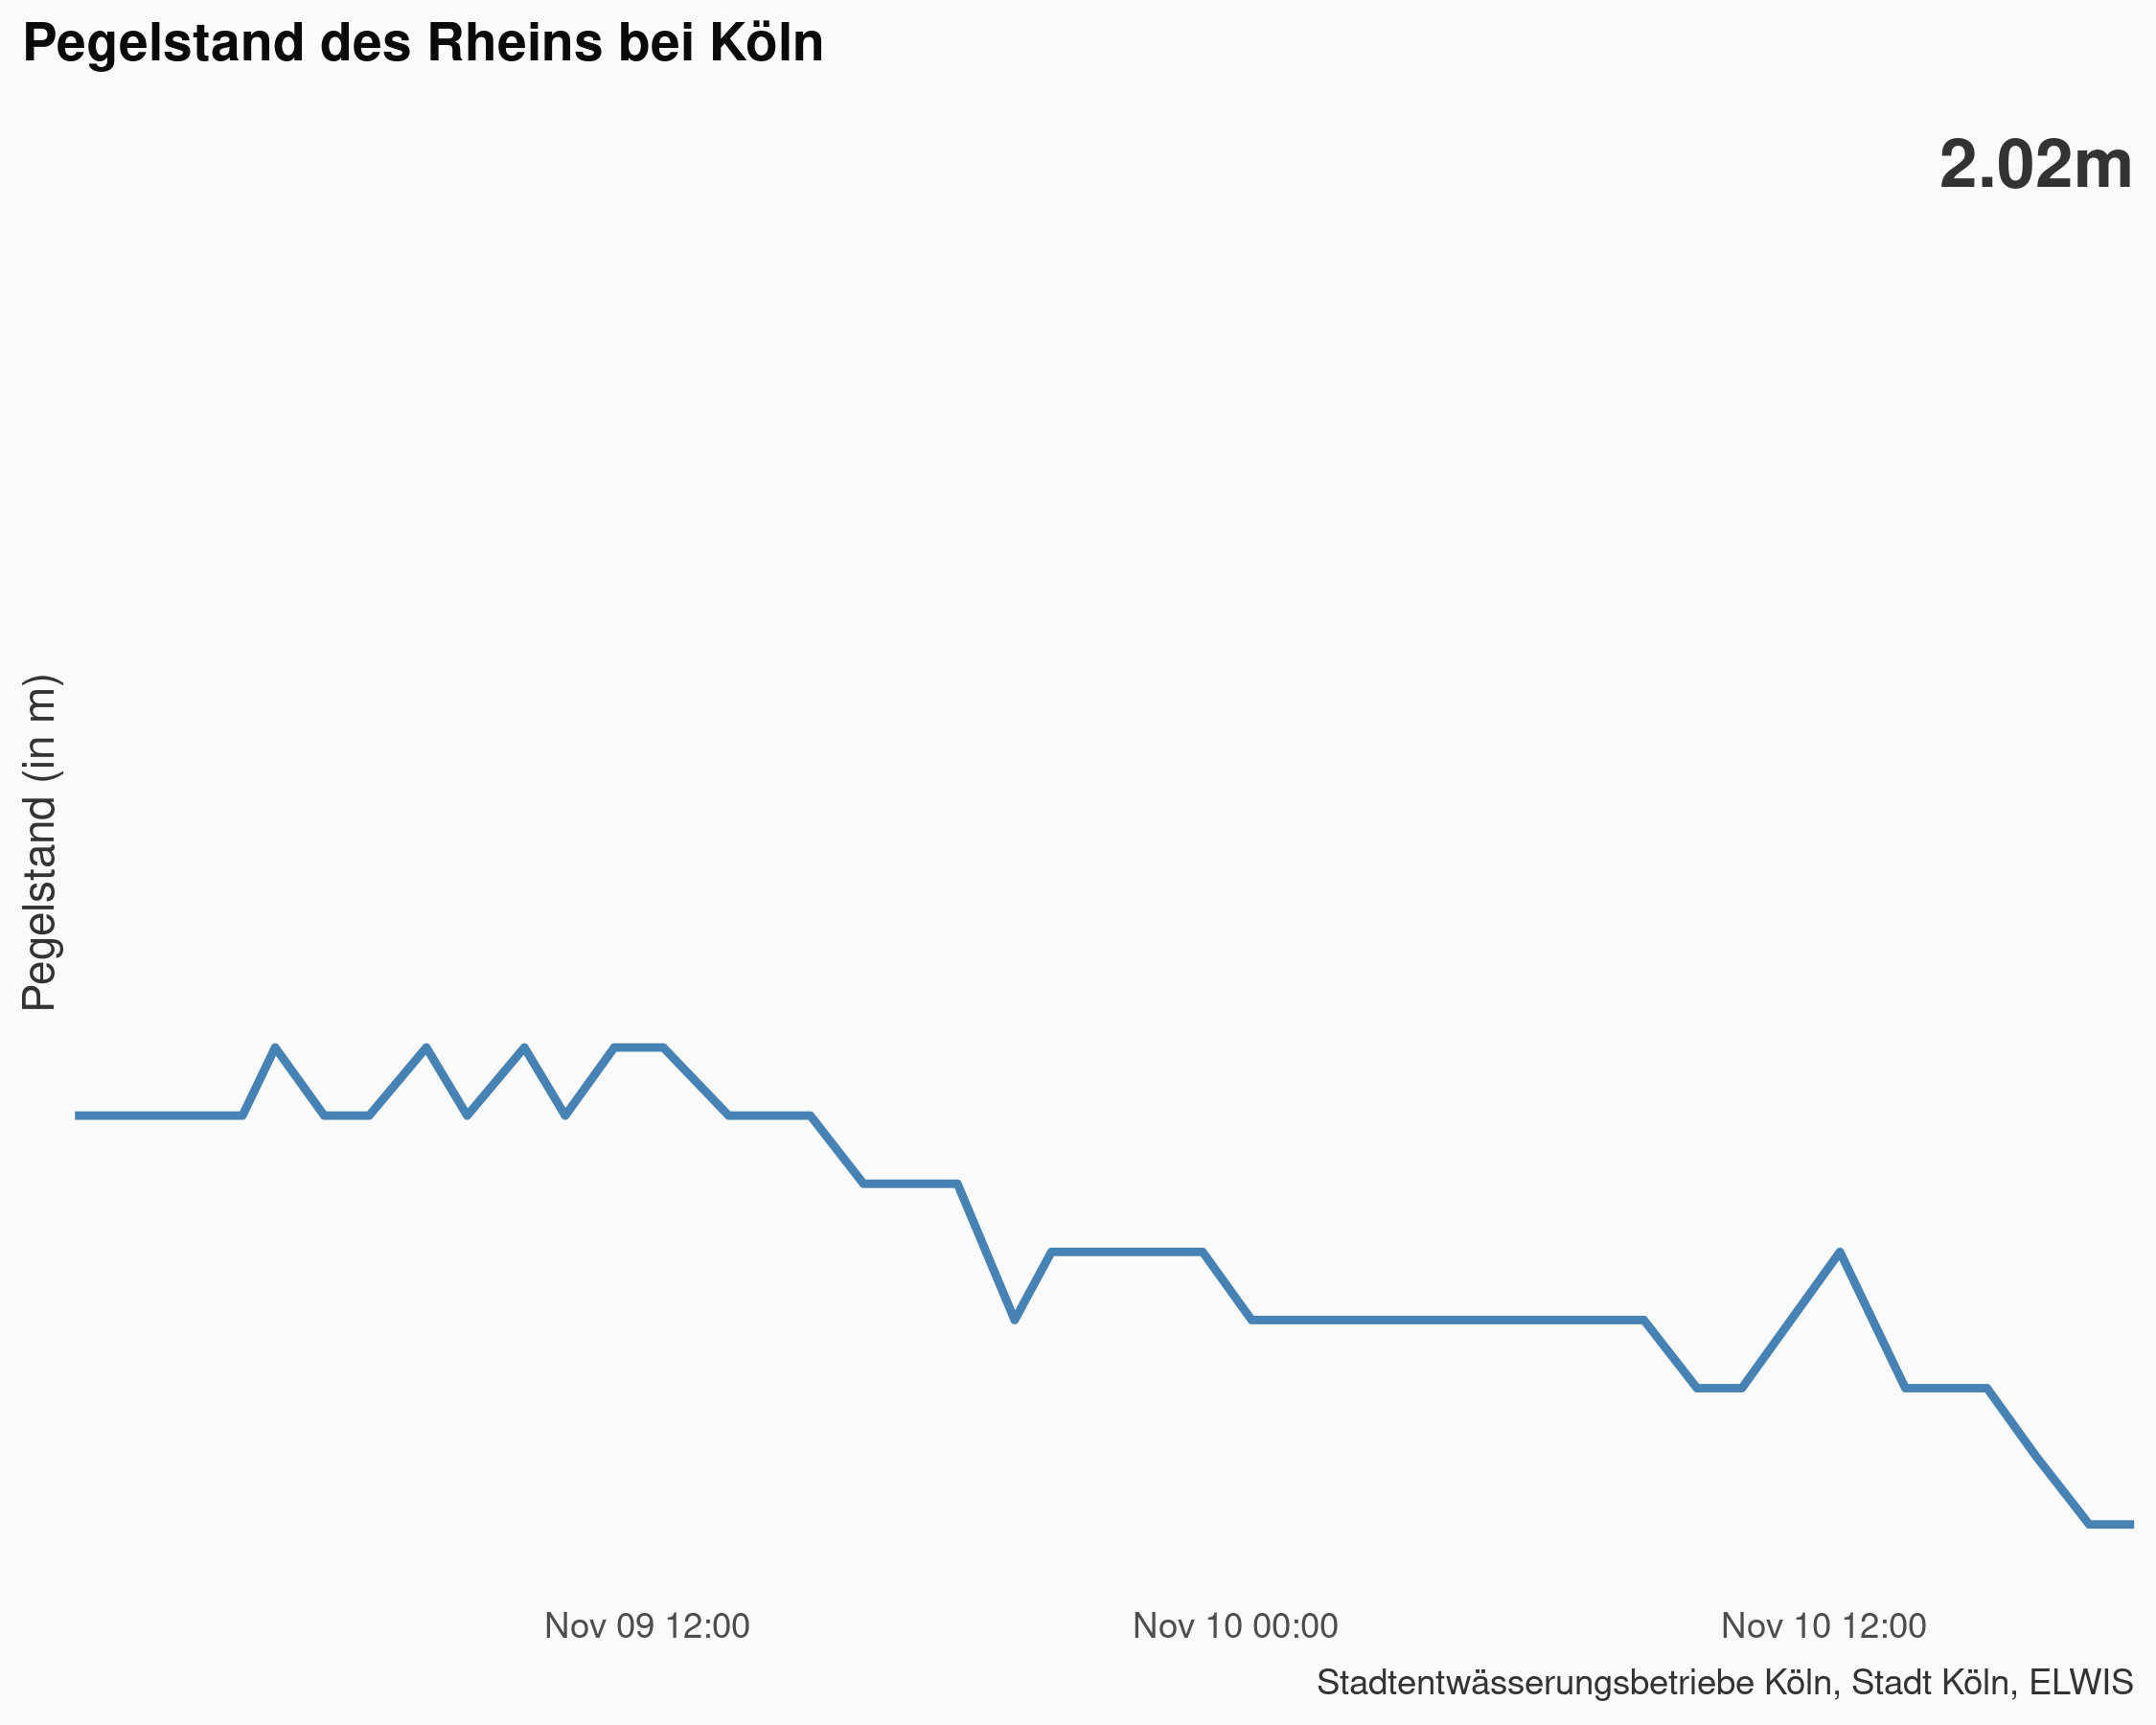 Pegelstand des Rheins bei Köln
2.02m
Pegelstand (in m)
Nov 09 12:00
Nov 10 00:00
Nov 10 12:00
Stadtentwässerungsbetriebe Köln, Stadt Köln, ELWIS